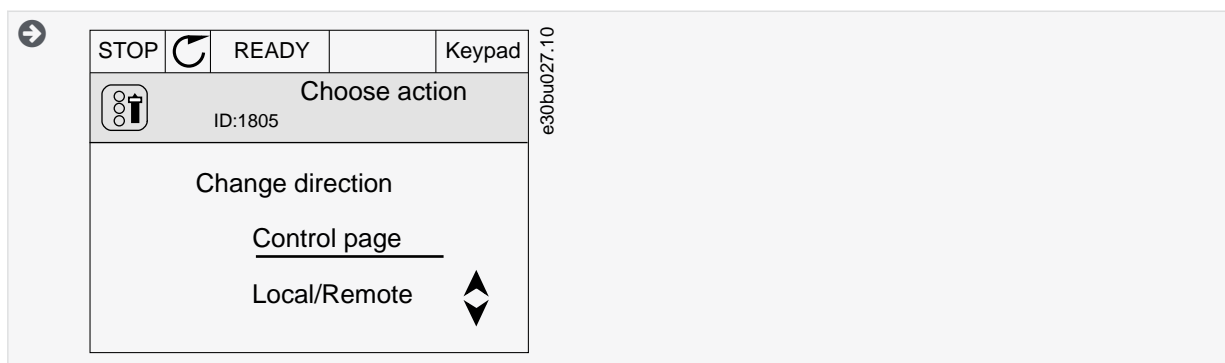 STOP READY Keypad
Choose action
ID:1805
Change direction
Control page
Local/Remote
e30bu027.10